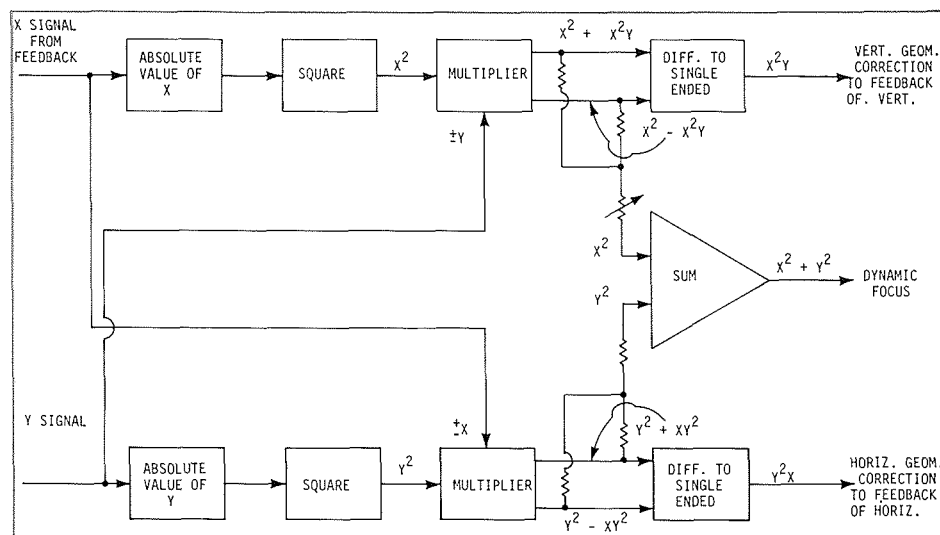 X SIGNAL
FROM
FEEDBACK
ABSOLUTE
VALUE OF
X
SQUARE
X²
MULTIPLIER
±Y
X² + X²Y
X² - X²Y
DIFF. TO
SINGLE
ENDED
X²Y
VERT. GEOM.
CORRECTION
TO FEEDBACK
OF. VERT.
X²
Y²
SUM
X² + Y²
DYNAMIC
FOCUS
Y SIGNAL
ABSOLUTE
VALUE OF
Y
SQUARE
Y²
±X
MULTIPLIER
Y² + XY²
Y² - XY²
DIFF. TO
SINGLE
ENDED
Y²X
HORIZ. GEOM.
CORRECTION
TO FEEDBACK
OF HORIZ.